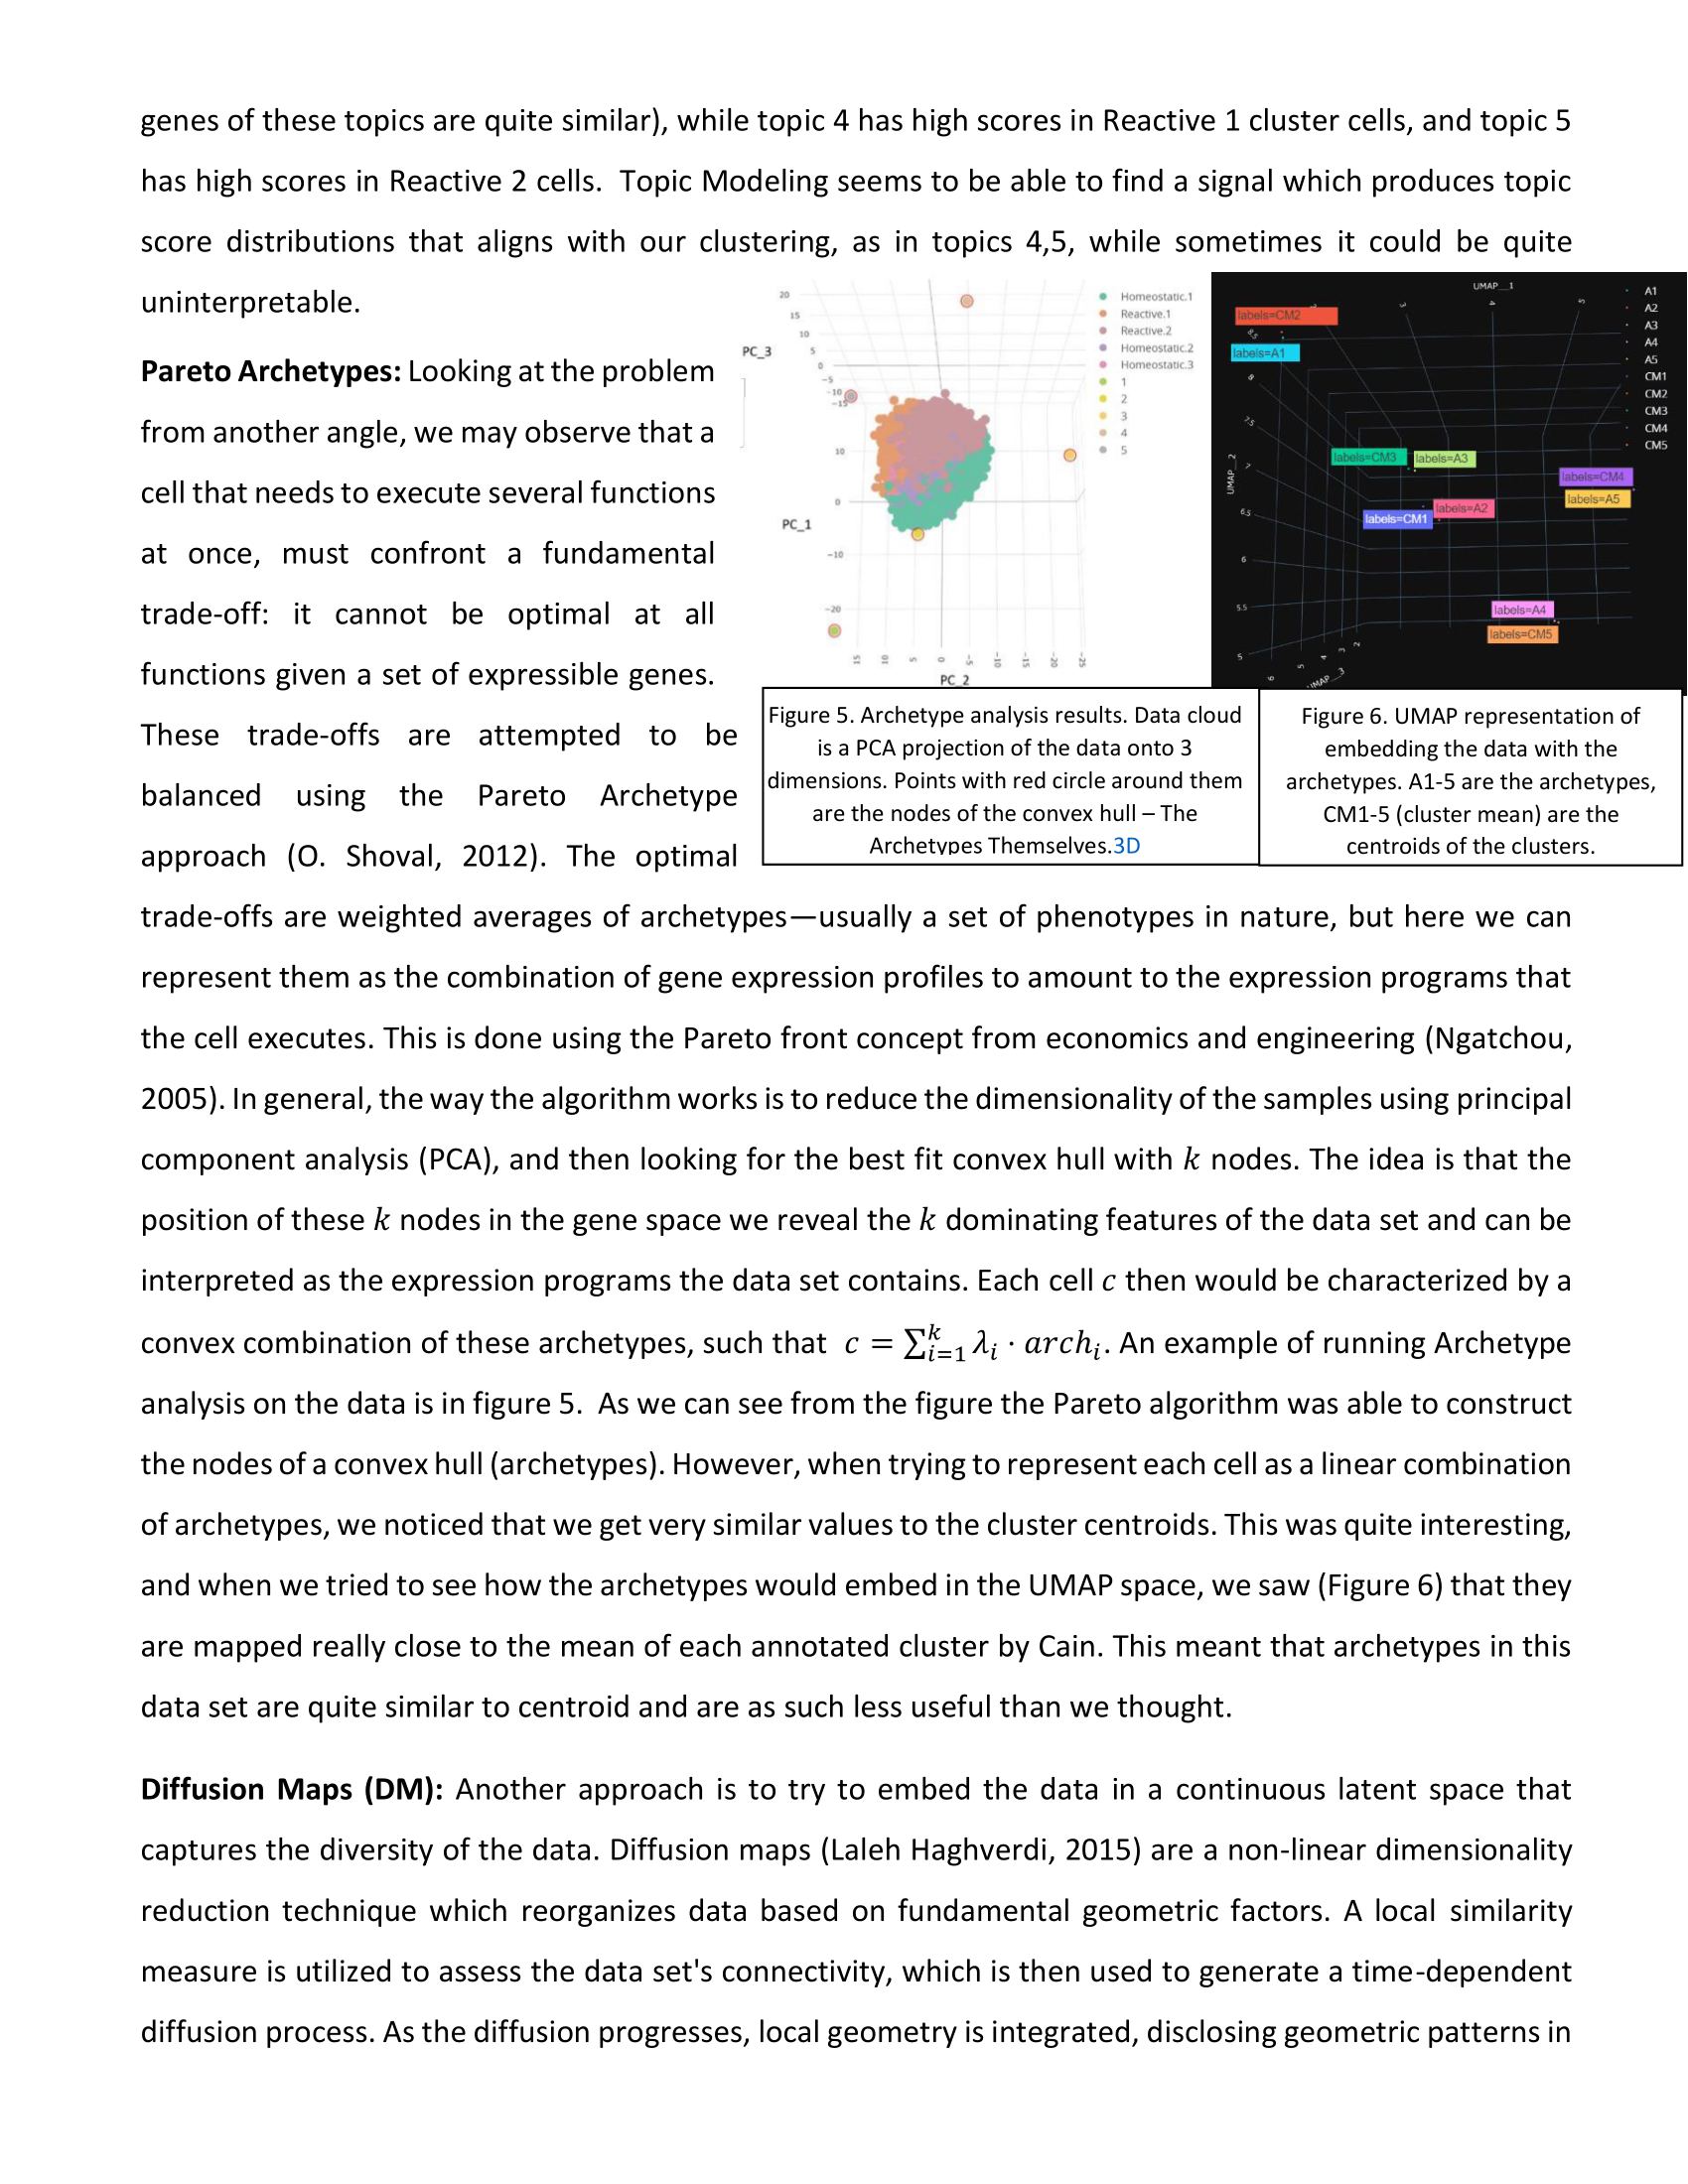 genes of these topics are quite similar), while topic 4 has high scores in Reactive 1 cluster cells, and topic 5
has high scores in Reactive 2 cells. Topic Modeling seems to be able to find a signal which produces topic
score distributions that aligns with our clustering, as in topics 4,5, while sometimes it could be quite
uninterpretable.
Pareto Archetypes: Looking at the problem
from another angle, we may observe that a
cell that needs to execute several functions
at once, must confront a fundamental
trade-off: it cannot be optimal at all
functions given a set of expressible genes.
These trade-offs are attempted to be
balanced using the Pareto Archetype
approach (O. Shoval, 2012). The optimal
20
15
10
5
0
-5
-10
-15
PC_3
10
0
-10
-20
PC_1
15
10
5
0
-5
-10
-15
-20
-25
PC_2
Homeostatic.1
Reactive.1
Reactive.2
Homeostatic.2
Homeostatic.3
1
2
3
4
5
UMAP__1
3
4
5
labels=CM2
labels=A1
labels=CM3
labels=A3
labels=CM4
labels=A5
labels=CM1
labels=A2
labels=A4
labels=CM5
8.5
8
7.5
7
6.5
6
5.5
5
UMAP__2
6
5
4
3
2
UMAP__3
A1
A2
A3
A4
A5
CM1
CM2
CM3
CM4
CM5
Figure 5. Archetype analysis results. Data cloud
is a PCA projection of the data onto 3
dimensions. Points with red circle around them
are the nodes of the convex hull – The
Archetypes Themselves.3D
Figure 6. UMAP representation of
embedding the data with the
archetypes. A1-5 are the archetypes,
CM1-5 (cluster mean) are the
centroids of the clusters.
trade-offs are weighted averages of archetypes—usually a set of phenotypes in nature, but here we can
represent them as the combination of gene expression profiles to amount to the expression programs that
the cell executes. This is done using the Pareto front concept from economics and engineering (Ngatchou,
2005). In general, the way the algorithm works is to reduce the dimensionality of the samples using principal
component analysis (PCA), and then looking for the best fit convex hull with k nodes. The idea is that the
position of these k nodes in the gene space we reveal the k dominating features of the data set and can be
interpreted as the expression programs the data set contains. Each cell c then would be characterized by a
convex combination of these archetypes, such that c = ∑ᵢ₌₁ᵏ λᵢ · archᵢ. An example of running Archetype
analysis on the data is in figure 5. As we can see from the figure the Pareto algorithm was able to construct
the nodes of a convex hull (archetypes). However, when trying to represent each cell as a linear combination
of archetypes, we noticed that we get very similar values to the cluster centroids. This was quite interesting,
and when we tried to see how the archetypes would embed in the UMAP space, we saw (Figure 6) that they
are mapped really close to the mean of each annotated cluster by Cain. This meant that archetypes in this
data set are quite similar to centroid and are as such less useful than we thought.
Diffusion Maps (DM): Another approach is to try to embed the data in a continuous latent space that
captures the diversity of the data. Diffusion maps (Laleh Haghverdi, 2015) are a non-linear dimensionality
reduction technique which reorganizes data based on fundamental geometric factors. A local similarity
measure is utilized to assess the data set's connectivity, which is then used to generate a time-dependent
diffusion process. As the diffusion progresses, local geometry is integrated, disclosing geometric patterns in